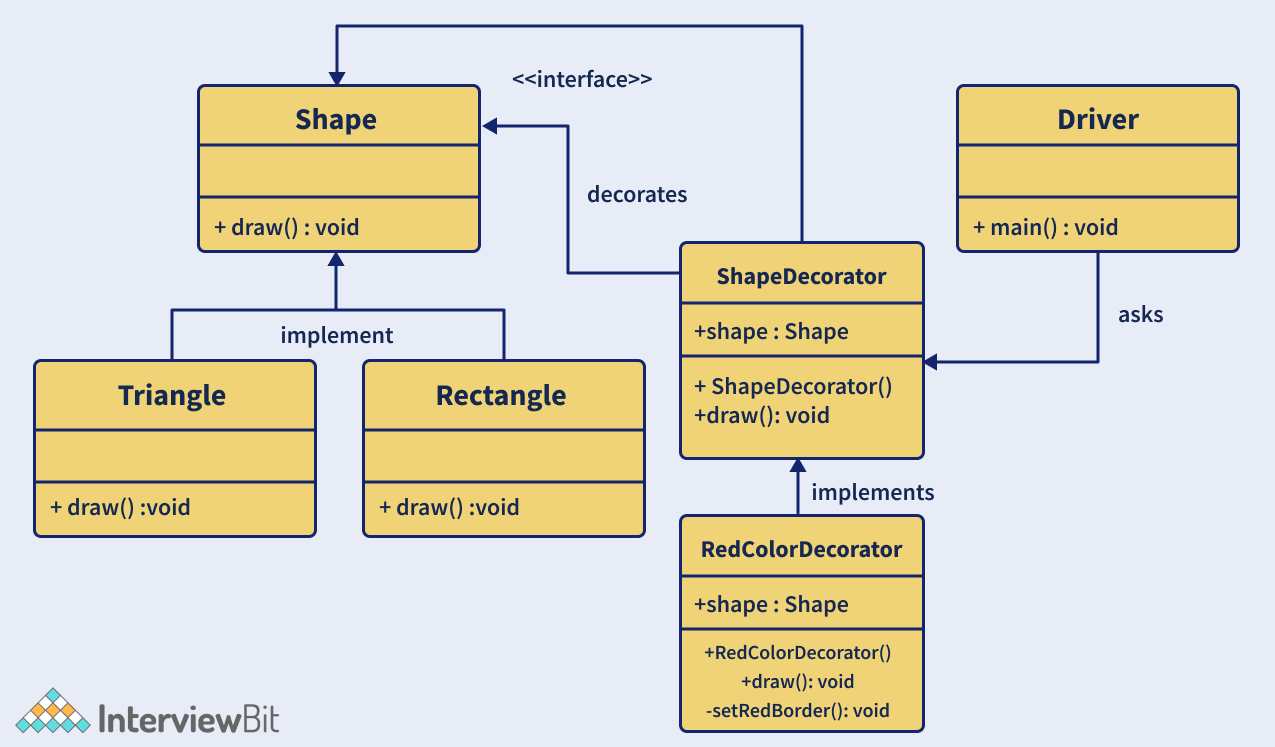 <<interface>>
Shape
+ draw() : void
decorates
Driver
+ main() : void
asks
ShapeDecorator
+shape : Shape
+ ShapeDecorator()
+draw(): void
implement
Triangle
+ draw() :void
Rectangle
+ draw() :void
implements
RedColorDecorator
+shape : Shape
+RedColorDecorator()
+draw(): void
-setRedBorder(): void
InterviewBit